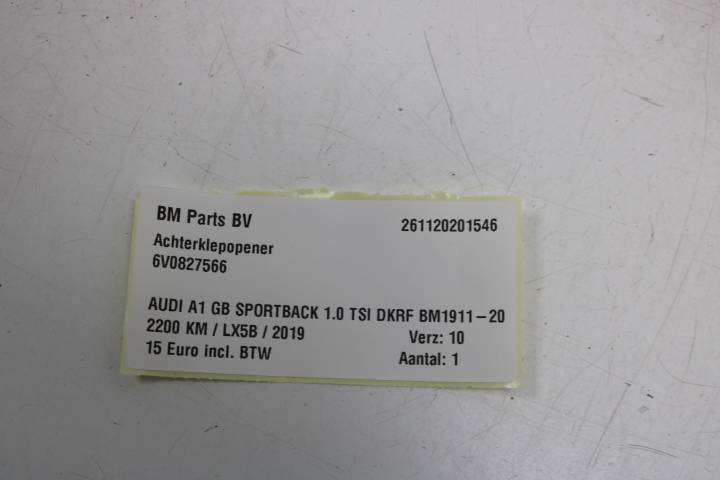 BM Parts BV 261120201546
Achterklepopener
6V0827566
AUDI A1 GB SPORTBACK 1.0 TSI DKRF BM1911-20
2200 KM / LX5B / 2019 Verz: 10
15 Euro incl. BTW Aantal: 1